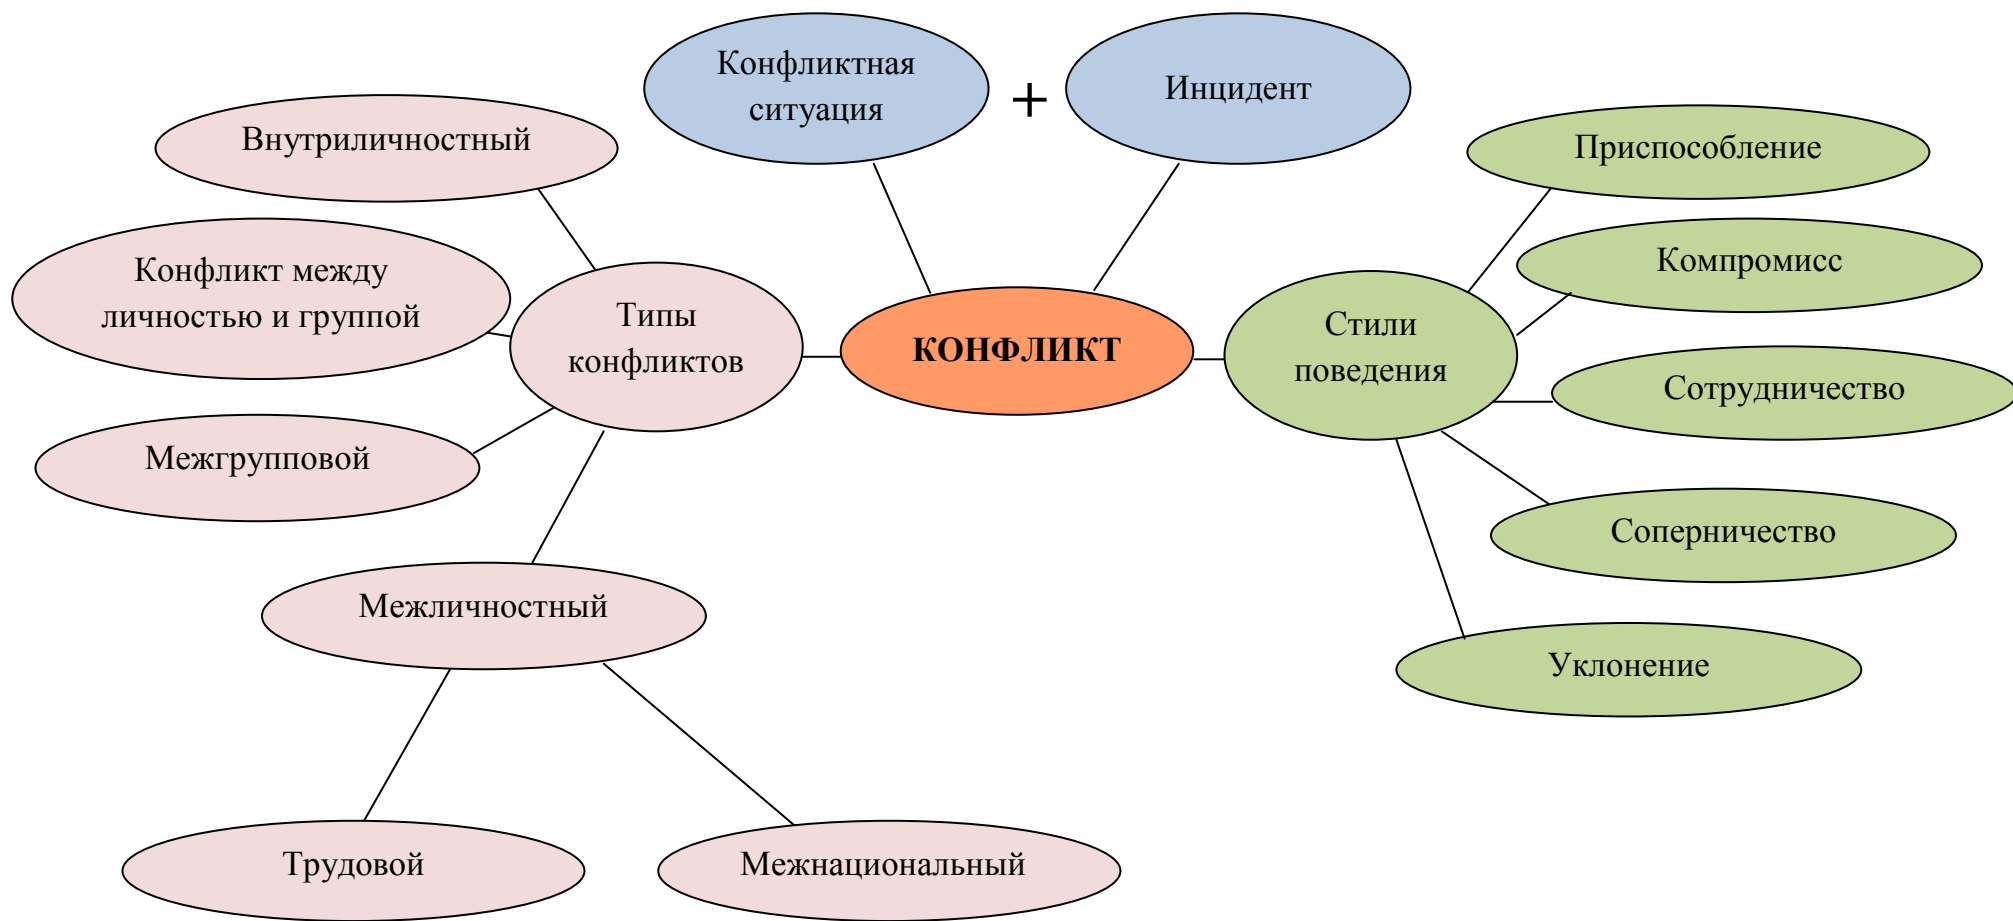 Конфликтная
ситуация
+
Инцидент
Внутриличностный
Конфликт между
личностью и группой
Межгрупповой
Типы
конфликтов
КОНФЛИКТ
Стили
поведения
Приспособление
Компромисс
Сотрудничество
Соперничество
Уклонение
Межличностный
Трудовой
Межнациональный